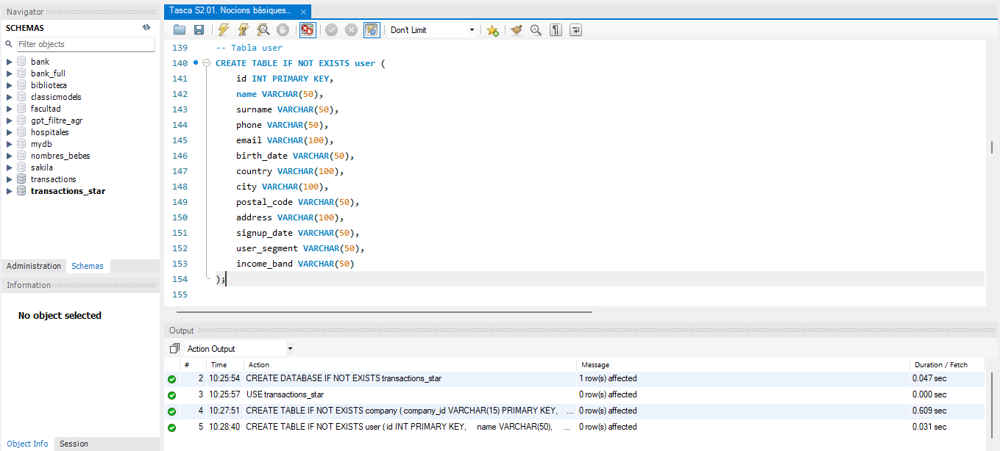 Navigator
SCHEMAS
Filter objects
bank
bank_full
biblioteca
classicmodels
facultad
gpt_filtre_agr
hospitales
mydb
nombres_bebes
sakila
transactions
transactions_star
Administration Schemas
Information
No object selected
Object Info Session
Tasca S2.01. Nocions bàsiques...
Don't Limit
139 -- Tabla user
140 CREATE TABLE IF NOT EXISTS user (
141 id INT PRIMARY KEY,
142 name VARCHAR(50),
143 surname VARCHAR(50),
144 phone VARCHAR(50),
145 email VARCHAR(100),
146 birth_date VARCHAR(50),
147 country VARCHAR(100),
148 city VARCHAR(100),
149 postal_code VARCHAR(50),
150 address VARCHAR(100),
151 signup_date VARCHAR(50),
152 user_segment VARCHAR(50),
153 income_band VARCHAR(50)
154 );
155
Output
Action Output
# Time Action Message Duration / Fetch
2 10:25:54 CREATE DATABASE IF NOT EXISTS transactions_star 1 row(s) affected 0.047 sec
3 10:25:57 USE transactions_star 0 row(s) affected 0.000 sec
4 10:27:51 CREATE TABLE IF NOT EXISTS company ( company_id VARCHAR(15) PRIMARY KEY, ... 0 row(s) affected 0.609 sec
5 10:28:40 CREATE TABLE IF NOT EXISTS user ( id INT PRIMARY KEY, name VARCHAR(50), ... 0 row(s) affected 0.031 sec